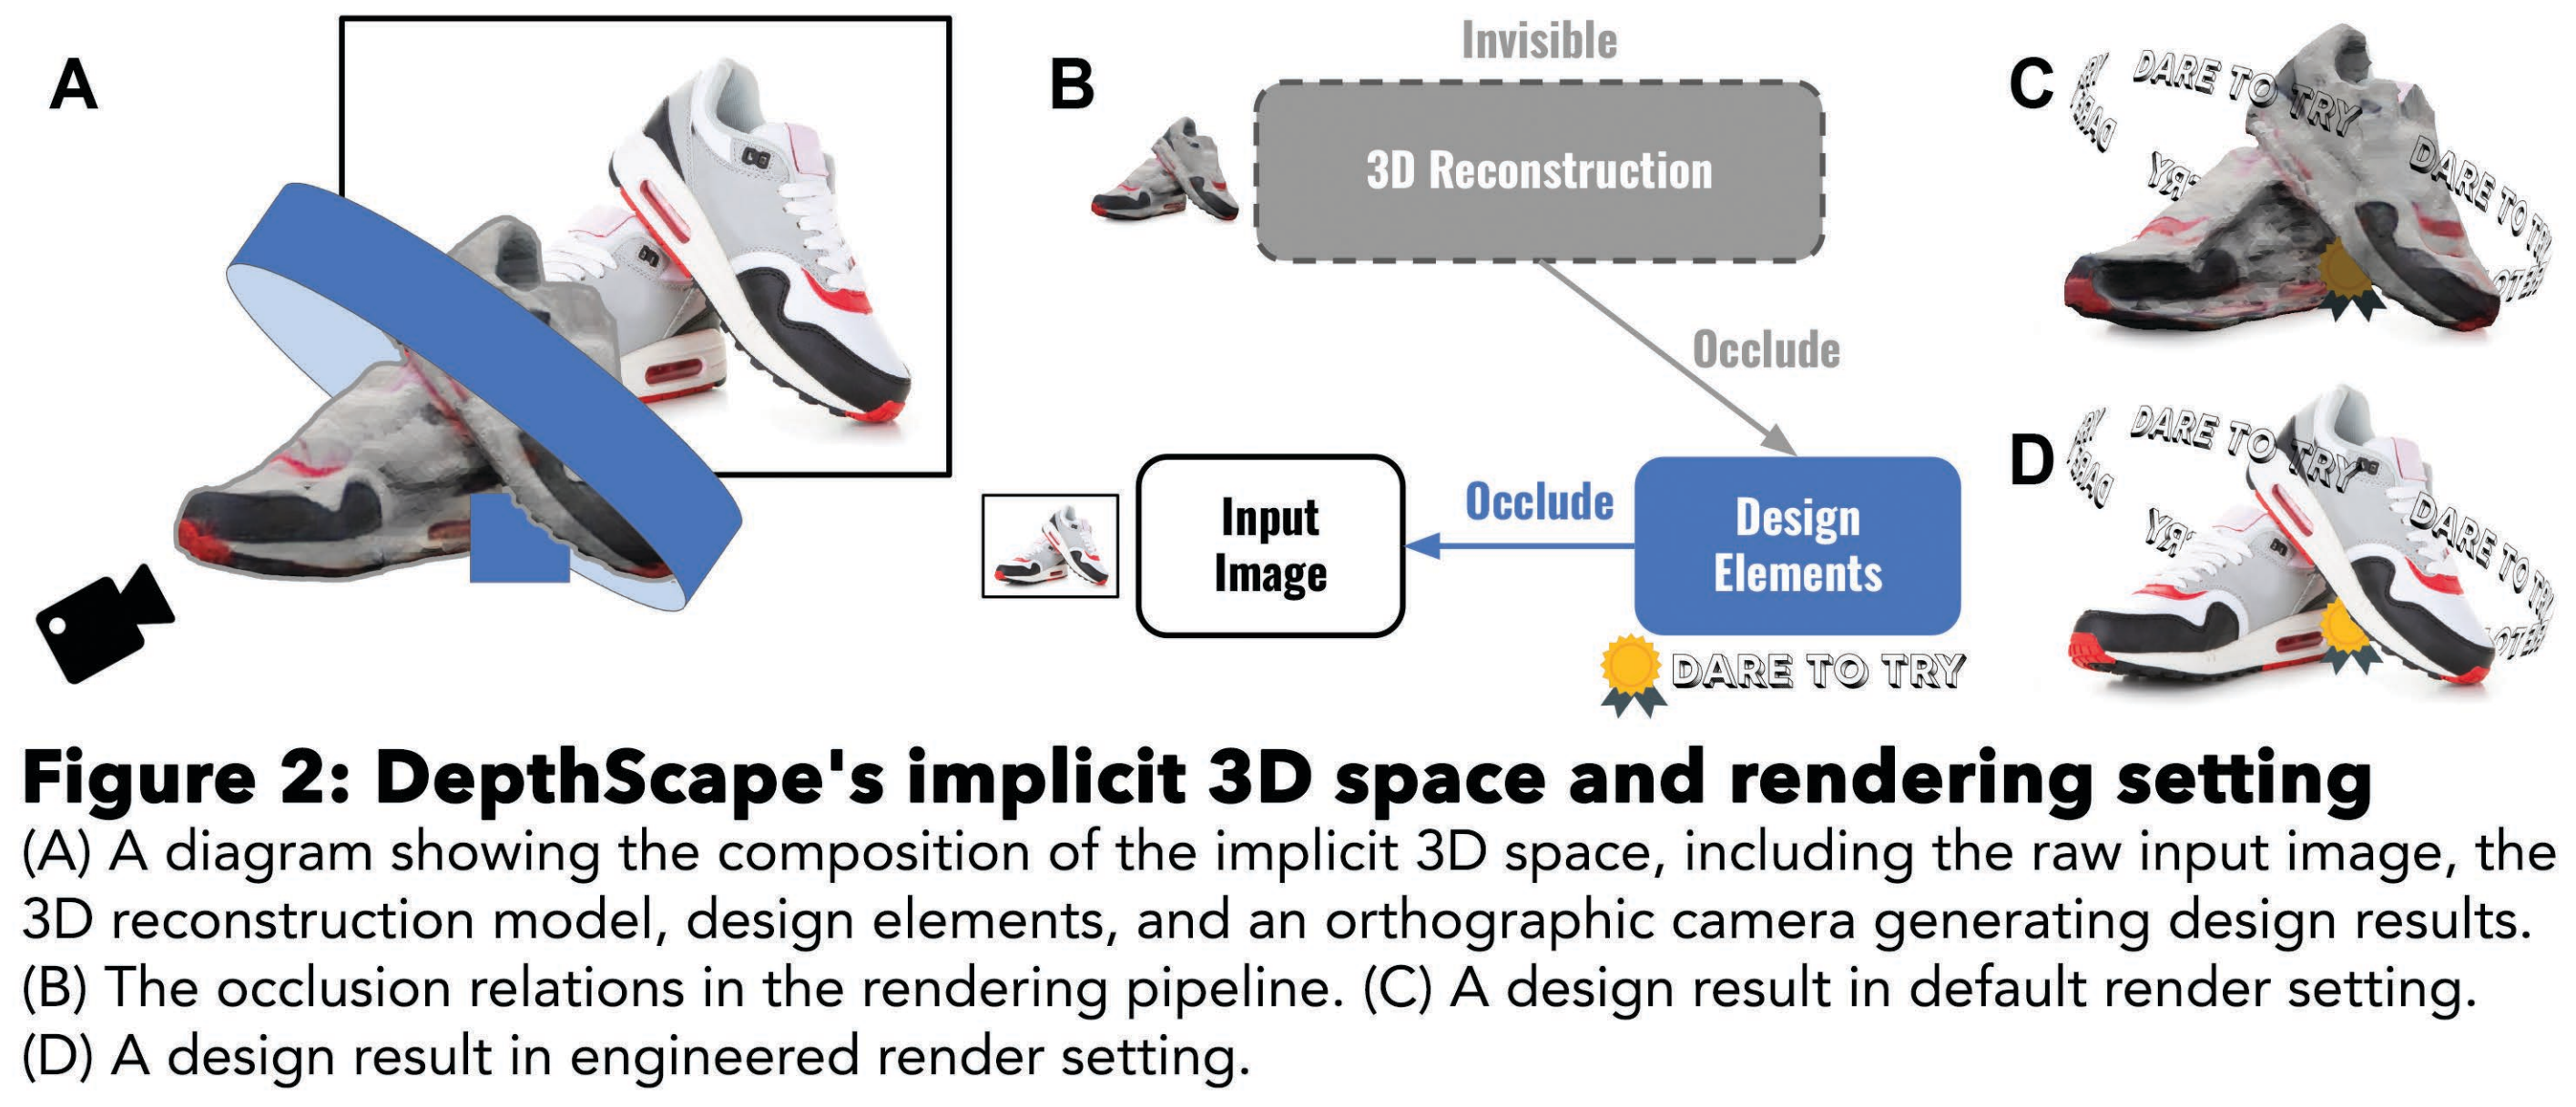 A
B
Invisible
3D Reconstruction
Occlude
Input
Image
Occlude
Design
Elements
DARE TO TRY
C
DARE TO TRY
DARE TO TRY
D
DARE TO TRY
DARE TO TRY
Figure 2: DepthScape's implicit 3D space and rendering setting
(A) A diagram showing the composition of the implicit 3D space, including the raw input image, the
3D reconstruction model, design elements, and an orthographic camera generating design results.
(B) The occlusion relations in the rendering pipeline. (C) A design result in default render setting.
(D) A design result in engineered render setting.